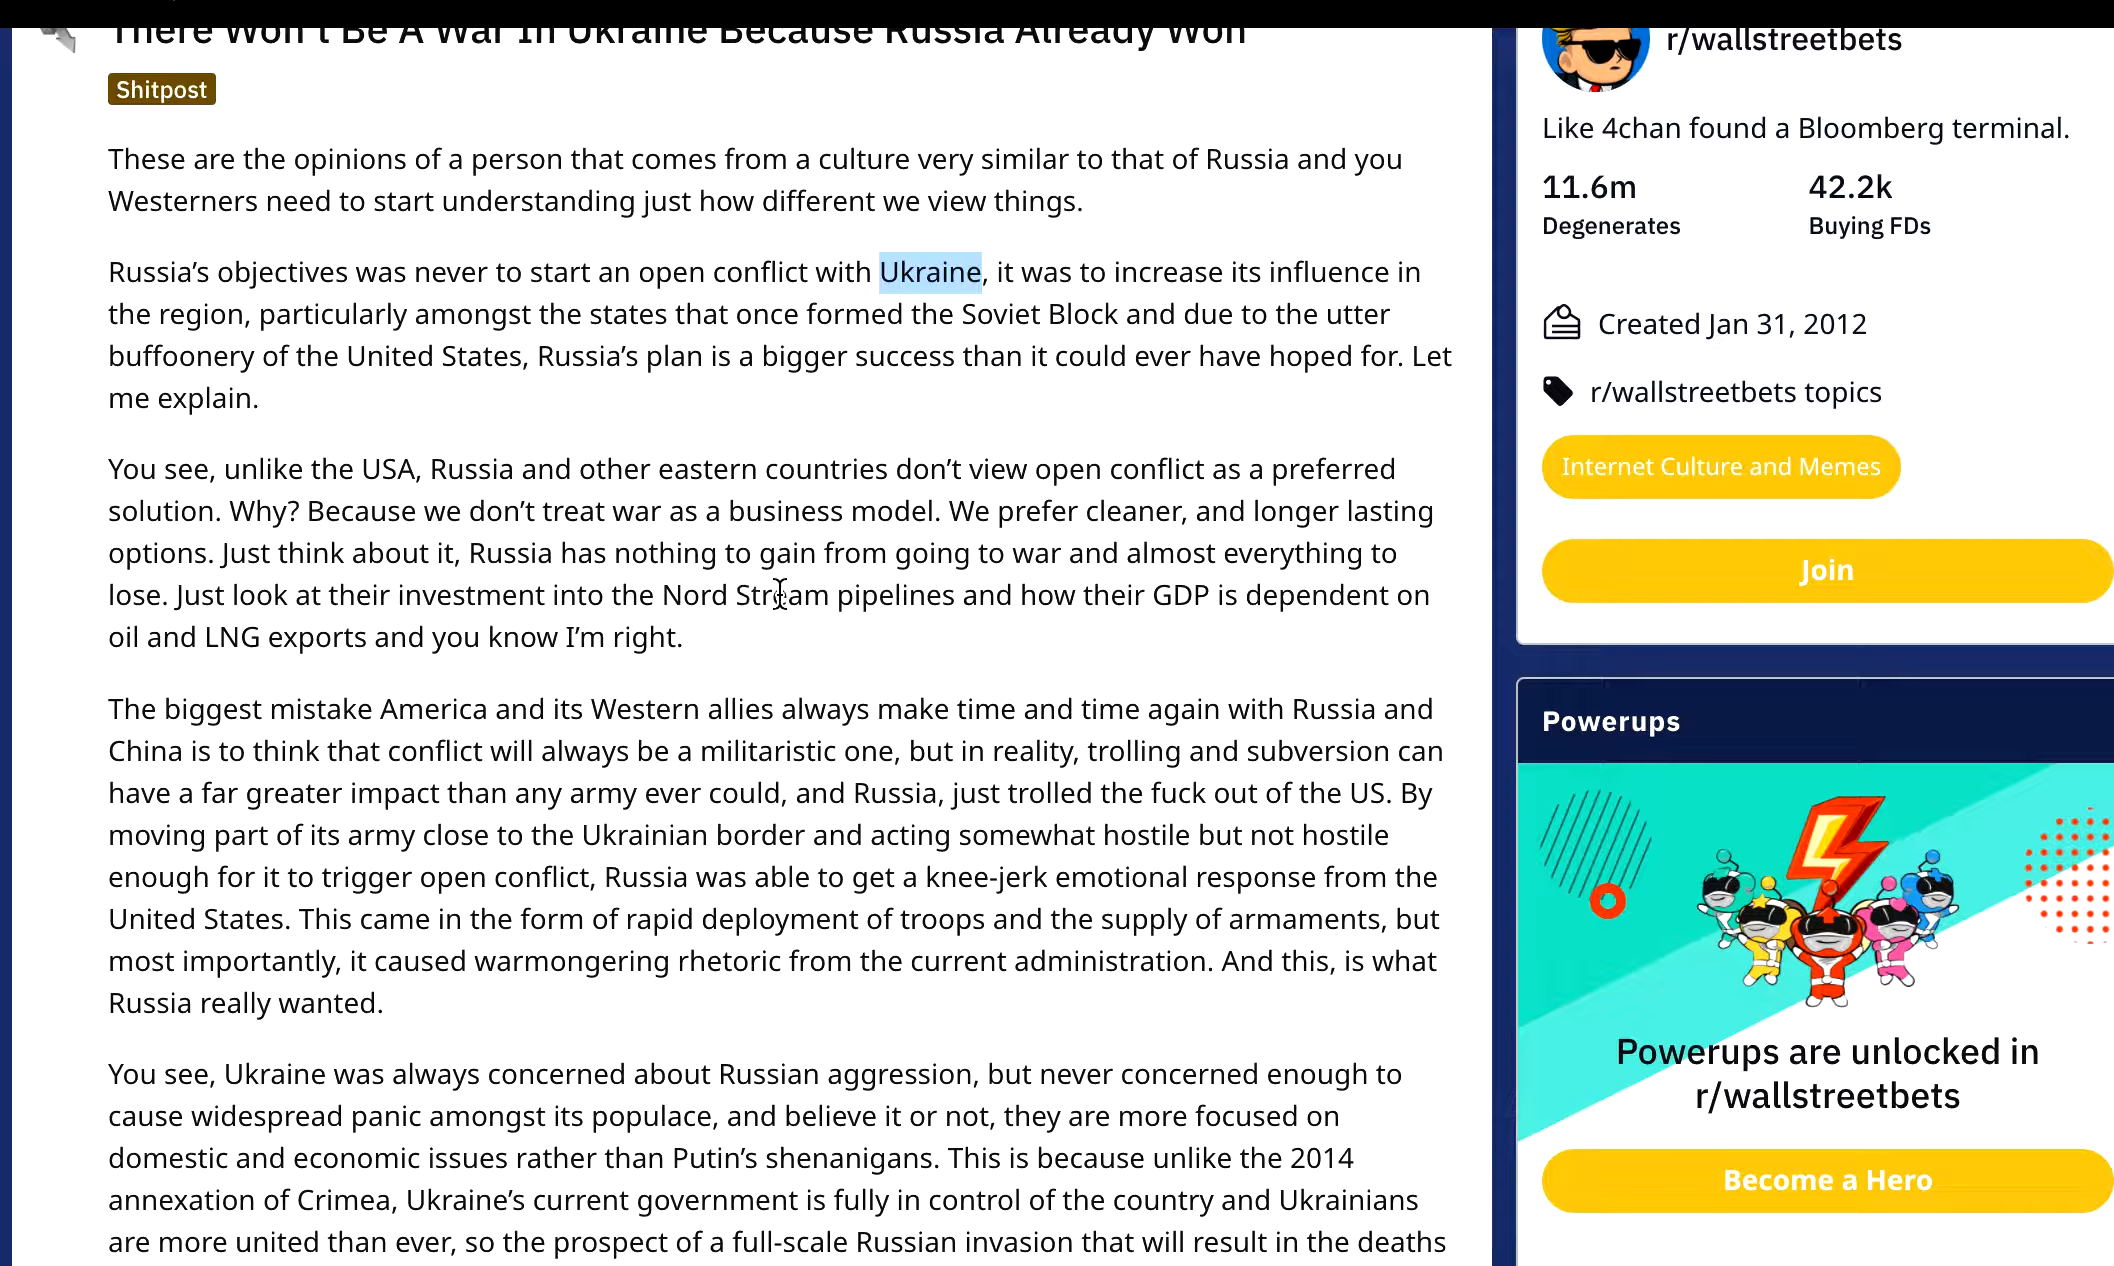 There Won't Be A War In Ukraine Because Russia Already Won
Shitpost
These are the opinions of a person that comes from a culture very similar to that of Russia and you
Westerners need to start understanding just how different we view things.
Russia’s objectives was never to start an open conflict with Ukraine, it was to increase its influence in
the region, particularly amongst the states that once formed the Soviet Block and due to the utter
buffoonery of the United States, Russia’s plan is a bigger success than it could ever have hoped for. Let
me explain.
You see, unlike the USA, Russia and other eastern countries don’t view open conflict as a preferred
solution. Why? Because we don’t treat war as a business model. We prefer cleaner, and longer lasting
options. Just think about it, Russia has nothing to gain from going to war and almost everything to
lose. Just look at their investment into the Nord Stream pipelines and how their GDP is dependent on
oil and LNG exports and you know I’m right.
The biggest mistake America and its Western allies always make time and time again with Russia and
China is to think that conflict will always be a militaristic one, but in reality, trolling and subversion can
have a far greater impact than any army ever could, and Russia, just trolled the fuck out of the US. By
moving part of its army close to the Ukrainian border and acting somewhat hostile but not hostile
enough for it to trigger open conflict, Russia was able to get a knee-jerk emotional response from the
United States. This came in the form of rapid deployment of troops and the supply of armaments, but
most importantly, it caused warmongering rhetoric from the current administration. And this, is what
Russia really wanted.
You see, Ukraine was always concerned about Russian aggression, but never concerned enough to
cause widespread panic amongst its populace, and believe it or not, they are more focused on
domestic and economic issues rather than Putin’s shenanigans. This is because unlike the 2014
annexation of Crimea, Ukraine’s current government is fully in control of the country and Ukrainians
are more united than ever, so the prospect of a full-scale Russian invasion that will result in the deaths
r/wallstreetbets
Like 4chan found a Bloomberg terminal.
11.6m 42.2k
Degenerates Buying FDs
Created Jan 31, 2012
r/wallstreetbets topics
Internet Culture and Memes
Join
Powerups
Powerups are unlocked in
r/wallstreetbets
Become a Hero